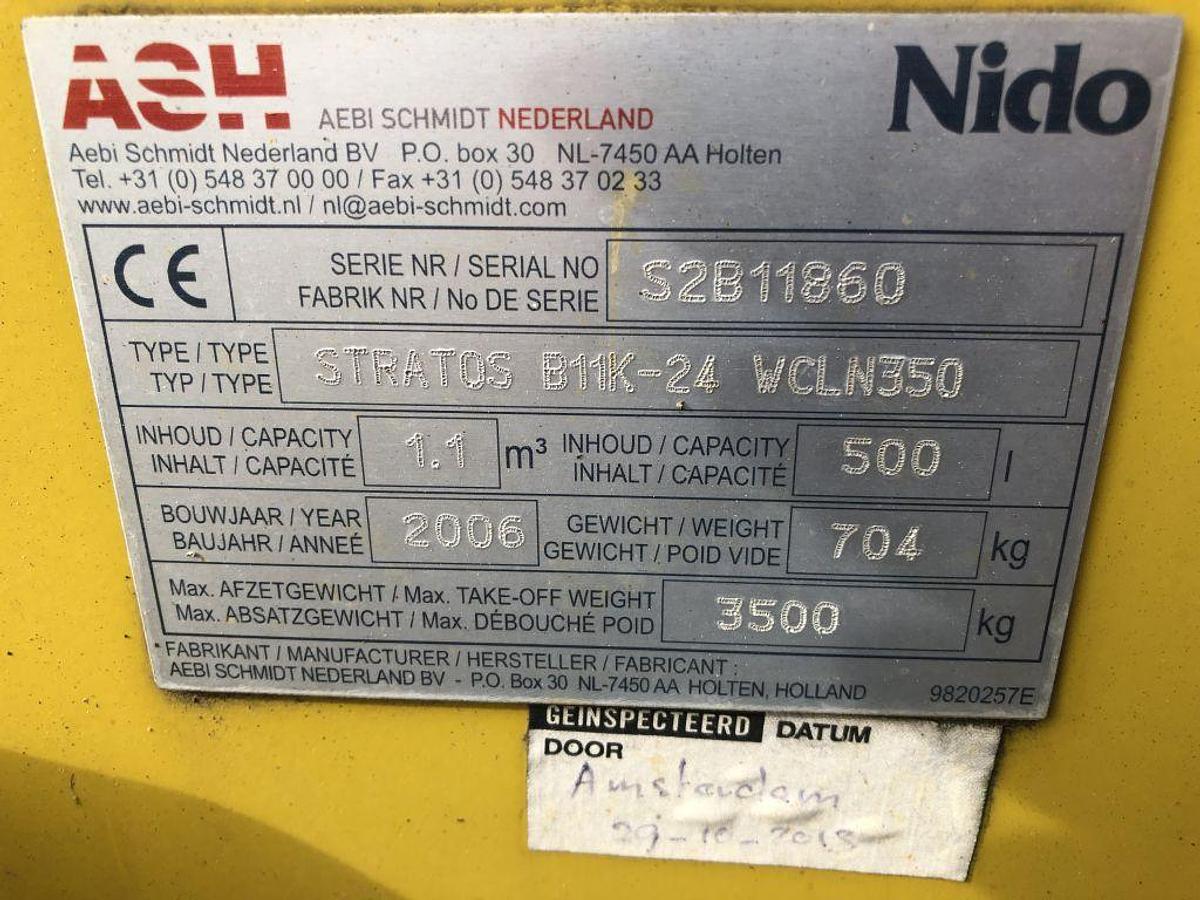 ASH AEBI SCHMIDT NEDERLAND Nido
Aebi Schmidt Nederland BV P.O. box 30 NL-7450 AA Holten
Tel. +31 (0) 548 37 00 00 / Fax +31 (0) 548 37 02 33
www.aebi-schmidt.nl / nl@aebi-schmidt.com
CE
SERIE NR / SERIAL NO
FABRIK NR / No DE SERIE
S2B11860
TYPE / TYPE
TYP / TYPE
STRATOS B11K-24 WCLN350
INHOUD / CAPACITY
INHALT / CAPACITÉ
1.1 m³
INHOUD / CAPACITY
INHALT / CAPACITÉ
500 l
BOUWJAAR / YEAR
BAUJAHR / ANNEÉ
2006
GEWICHT / WEIGHT
GEWICHT / POID VIDE
704 kg
Max. AFZETGEWICHT / Max. TAKE-OFF WEIGHT
Max. ABSATZGEWICHT / Max. DÉBOUCHÉ POID
3500 kg
FABRIKANT / MANUFACTURER / HERSTELLER / FABRICANT :
AEBI SCHMIDT NEDERLAND BV - P.O. Box 30 NL-7450 AA HOLTEN, HOLLAND 9820257E
GEINSPECTEERD DATUM
DOOR
Amsterdam